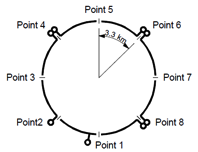 Point 5
Point 4
Point 6
3.3 km
Point 3
Point 7
Point2
Point 8
Point 1